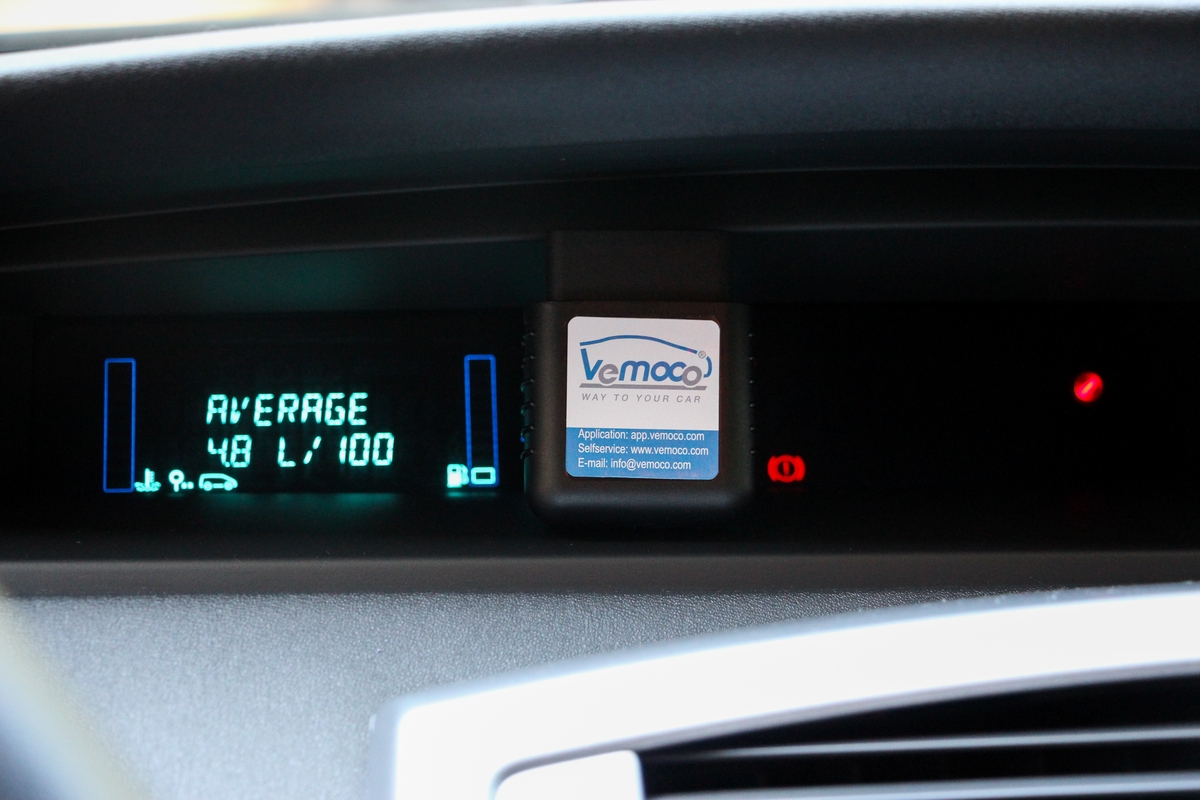 AVERAGE
4.8 L/100
Vemoco®
WAY TO YOUR CAR
Application: app.vemoco.com
Selfservice: www.vemoco.com
E-mail: info@vemoco.com